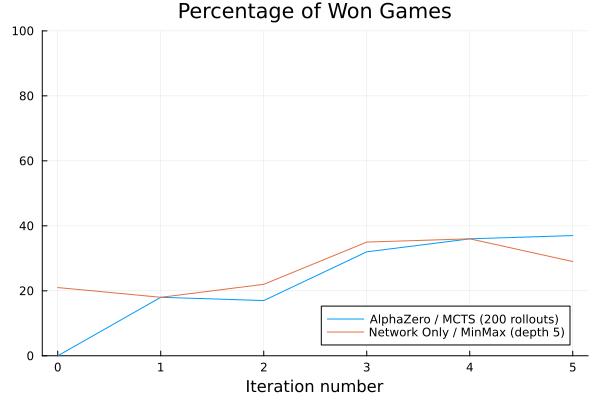 Percentage of Won Games
100
80
60
40
20
0
AlphaZero / MCTS (200 rollouts)
Network Only / MinMax (depth 5)
0 1 2 3 4 5
Iteration number